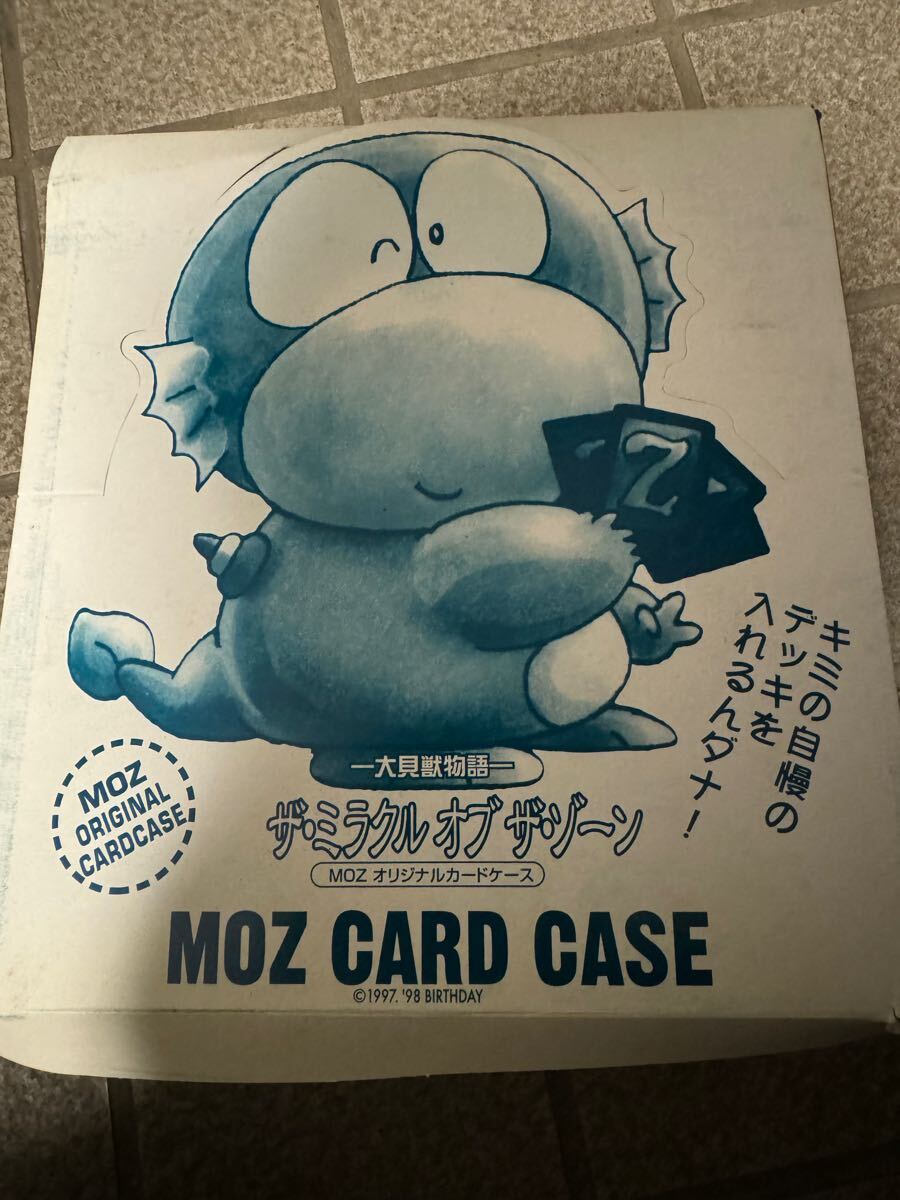 キミの自慢の
デッキを
入れるんダナ！
MOZ
ORIGINAL
CARDCASE
大貝獣物語
ザ・ミラクル オブ ザ・ゾーン
MOZ オリジナルカードケース
MOZ CARD CASE
©1997. '98 BIRTHDAY